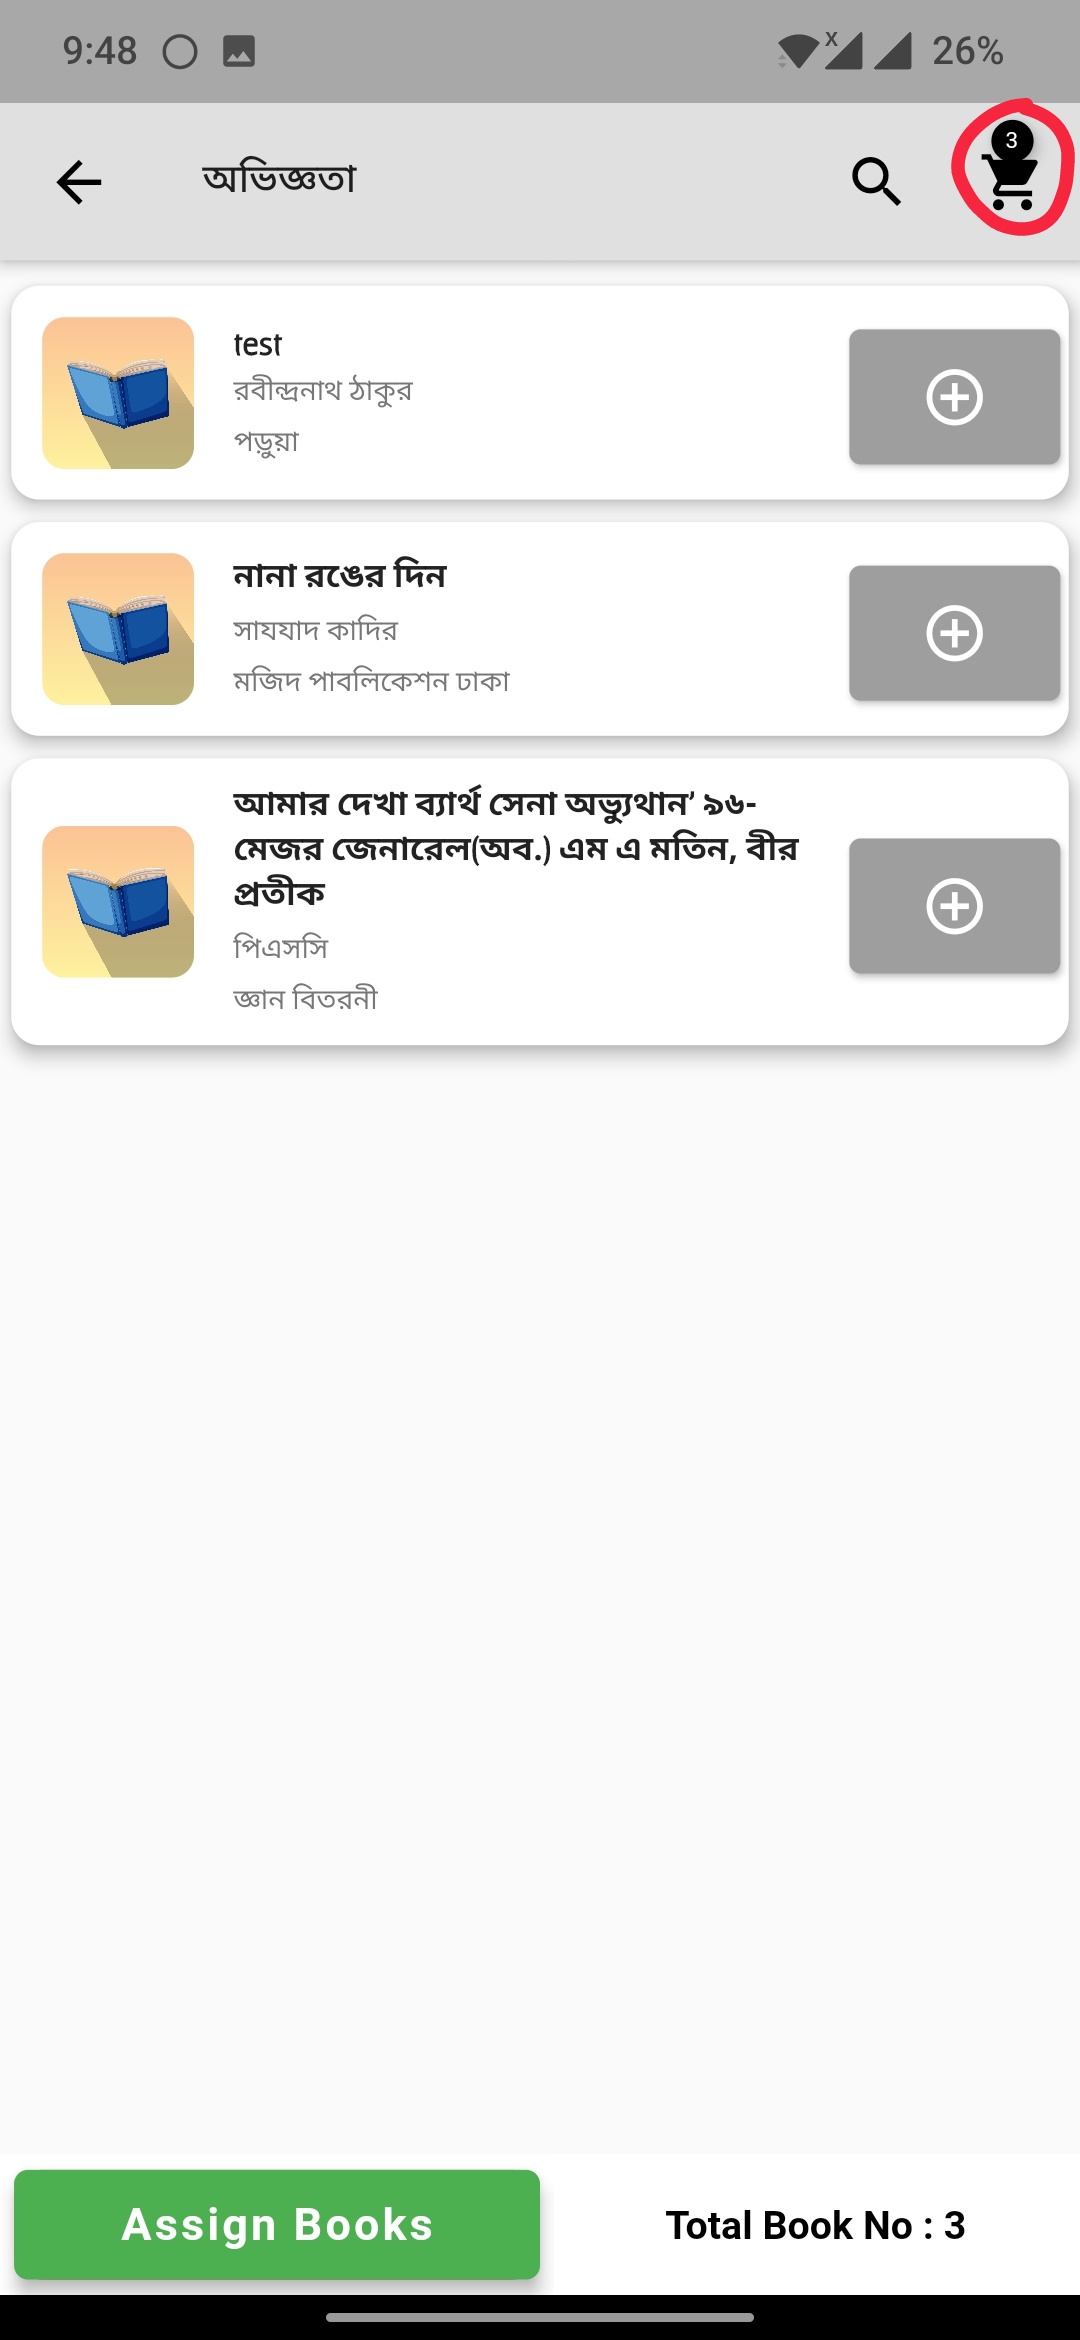 9:48
26%
অভিজ্ঞতা
3
test
রবীন্দ্রনাথ ঠাকুর
পড়ুয়া
নানা রঙের দিন
সাযযাদ কাদির
মজিদ পাবলিকেশন ঢাকা
আমার দেখা ব্যার্থ সেনা অভ্যুথান’ ৯৬-
মেজর জেনারেল(অব.) এম এ মতিন, বীর
প্রতীক
পিএসসি
জ্ঞান বিতরনী
Assign Books
Total Book No : 3